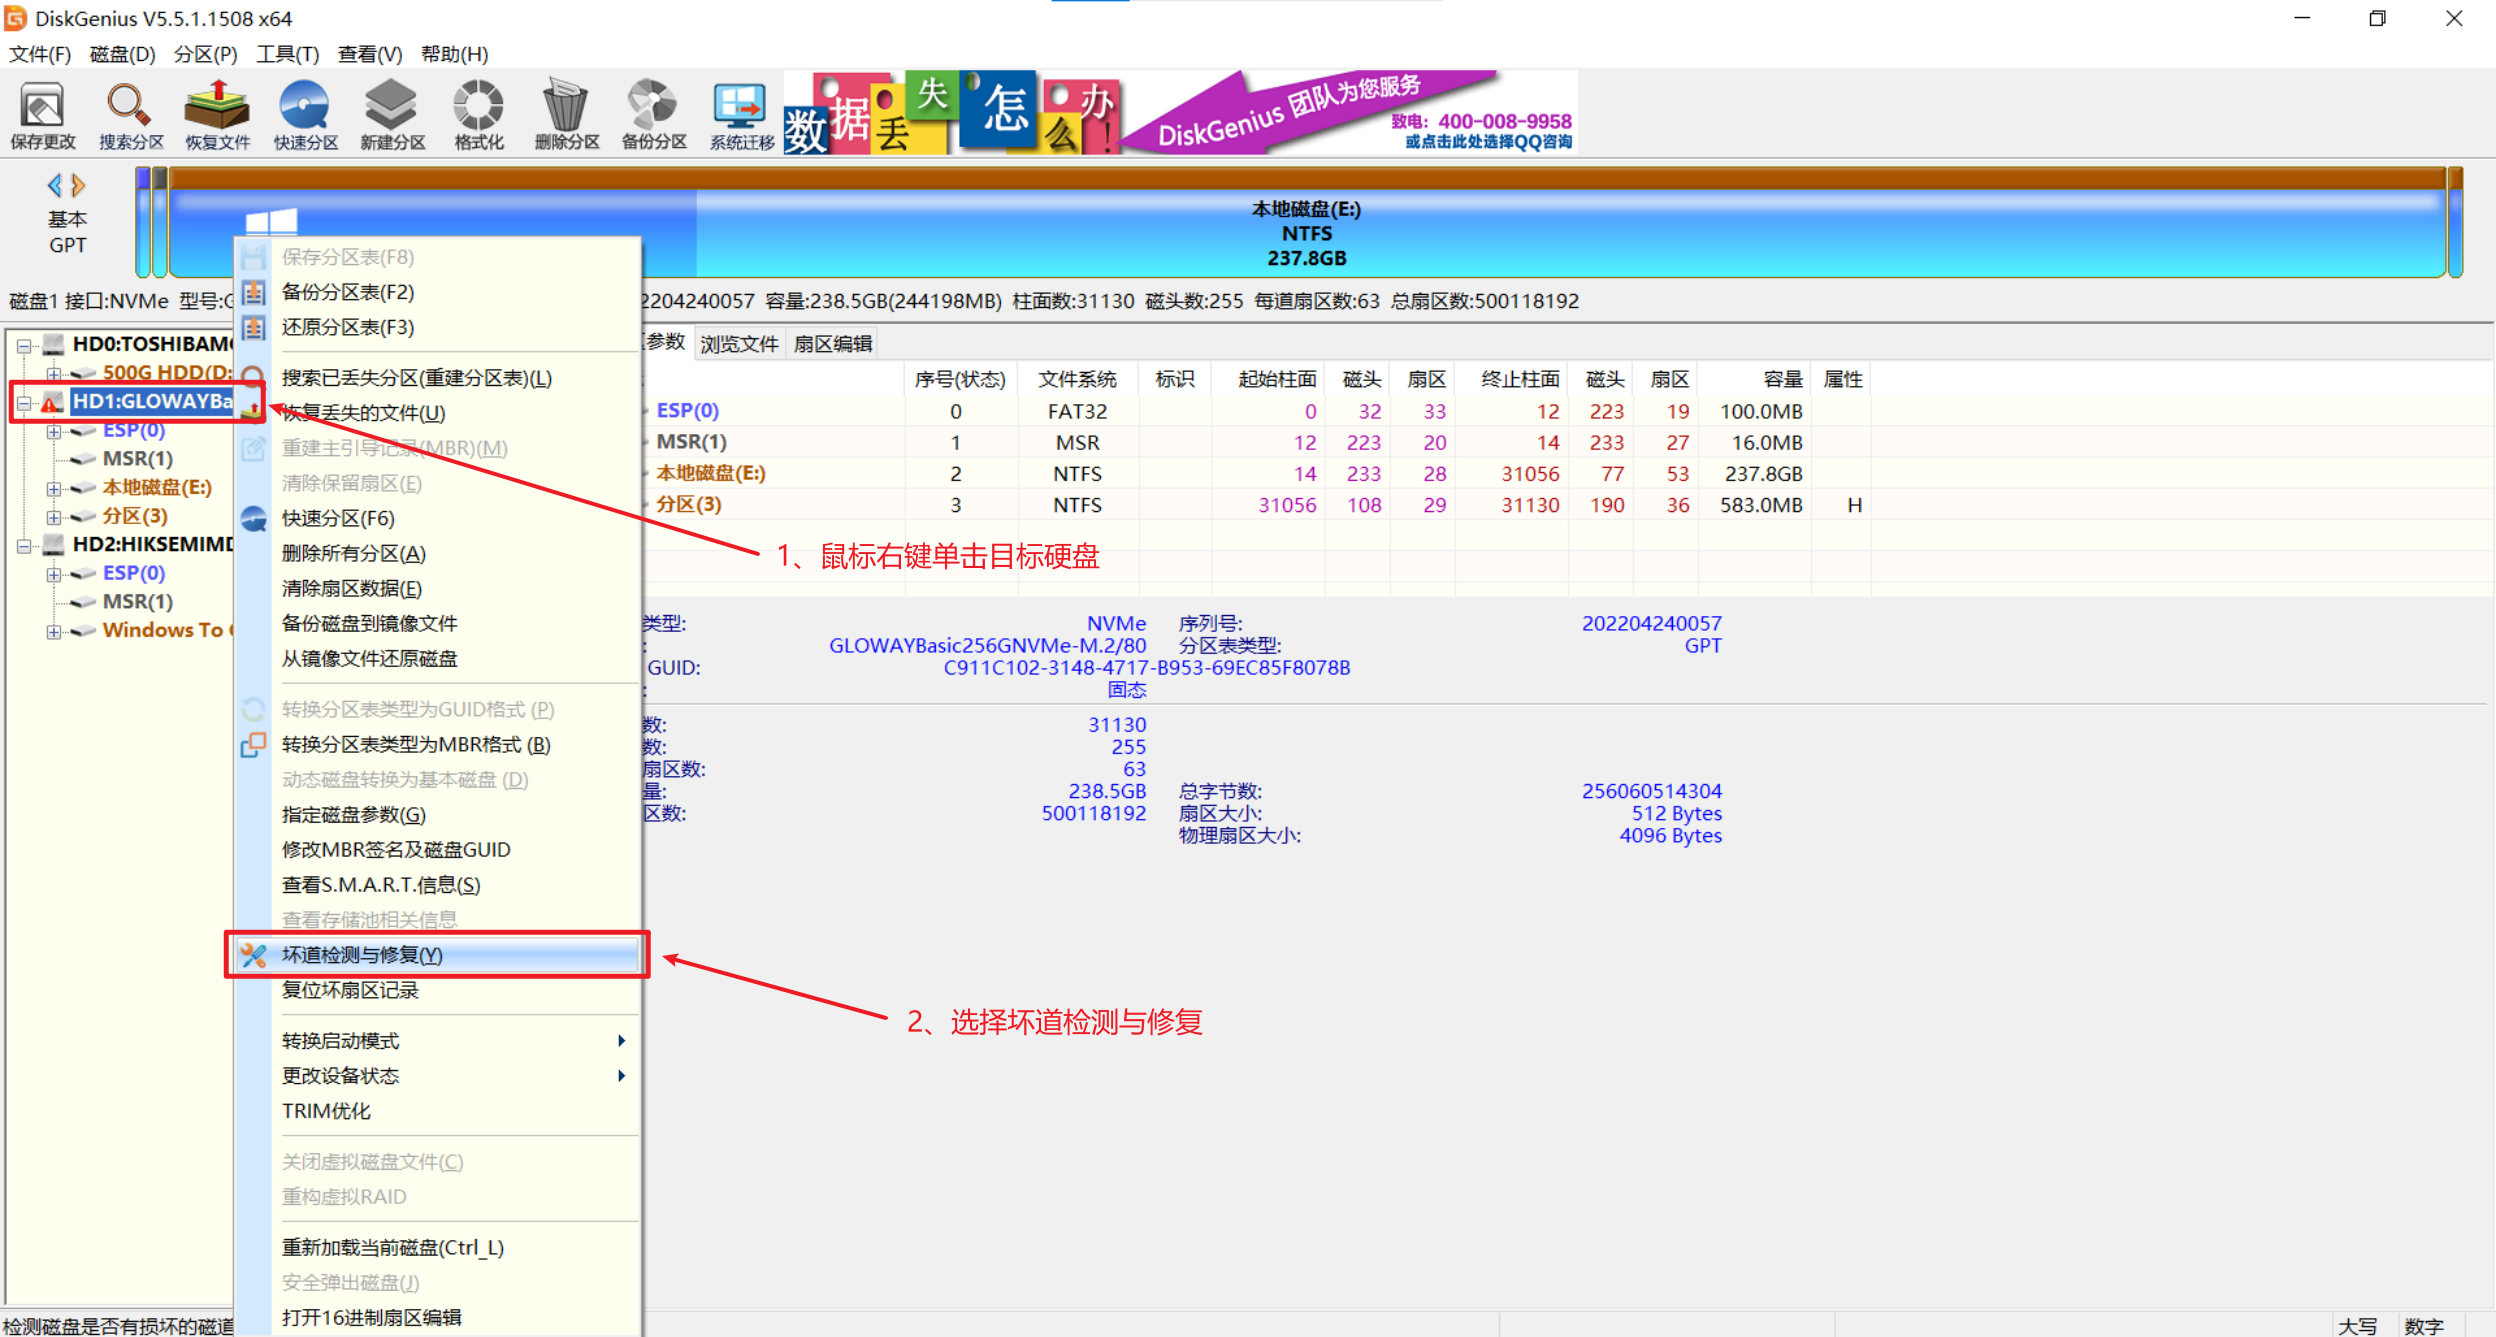 DiskGenius V5.5.1.1508 x64
文件(F) 磁盘(D) 分区(P) 工具(T) 查看(V) 帮助(H)
保存更改 搜索分区 恢复文件 快速分区 新建分区 格式化 删除分区 备份分区 系统迁移
数据丢失怎么办!
DiskGenius 团队为您服务
致电：400-008-9958
或点击此处选择QQ咨询
基本
GPT
本地磁盘(E:)
NTFS
237.8GB
磁盘1 接口:NVMe 型号:G
2204240057 容量:238.5GB(244198MB) 柱面数:31130 磁头数:255 每道扇区数:63 总扇区数:500118192
HD0:TOSHIBAM
500G HDD(D:
HD1:GLOWAYBa
ESP(0)
MSR(1)
本地磁盘(E:)
分区(3)
HD2:HIKSEMIMD
ESP(0)
MSR(1)
Windows To
保存分区表(F8)
备份分区表(F2)
还原分区表(F3)
搜索已丢失分区(重建分区表)(L)
恢复丢失的文件(U)
重建主引导记录(MBR)(M)
清除保留扇区(E)
快速分区(F6)
删除所有分区(A)
清除扇区数据(E)
备份磁盘到镜像文件
从镜像文件还原磁盘
转换分区表类型为GUID格式 (P)
转换分区表类型为MBR格式 (B)
动态磁盘转换为基本磁盘 (D)
指定磁盘参数(G)
修改MBR签名及磁盘GUID
查看S.M.A.R.T.信息(S)
查看存储池相关信息
坏道检测与修复(Y)
复位坏扇区记录
转换启动模式
更改设备状态
TRIM优化
关闭虚拟磁盘文件(C)
重构虚拟RAID
重新加载当前磁盘(Ctrl_L)
安全弹出磁盘(J)
打开16进制扇区编辑
参数 浏览文件 扇区编辑
序号(状态) 文件系统 标识 起始柱面 磁头 扇区 终止柱面 磁头 扇区 容量 属性
ESP(0) 0 FAT32 0 32 33 12 223 19 100.0MB
MSR(1) 1 MSR 12 223 20 14 233 27 16.0MB
本地磁盘(E:) 2 NTFS 14 233 28 31056 77 53 237.8GB
分区(3) 3 NTFS 31056 108 29 31130 190 36 583.0MB H
1、鼠标右键单击目标硬盘
类型: NVMe 序列号: 202204240057
: GLOWAYBasic256GNVMe-M.2/80 分区表类型: GPT
GUID: C911C102-3148-4717-B953-69EC85F8078B
: 固态
数: 31130
数: 255
扇区数: 63
量: 238.5GB 总字节数: 256060514304
区数: 500118192 扇区大小: 512 Bytes
物理扇区大小: 4096 Bytes
2、选择坏道检测与修复
检测磁盘是否有损坏的磁道
大写 数字